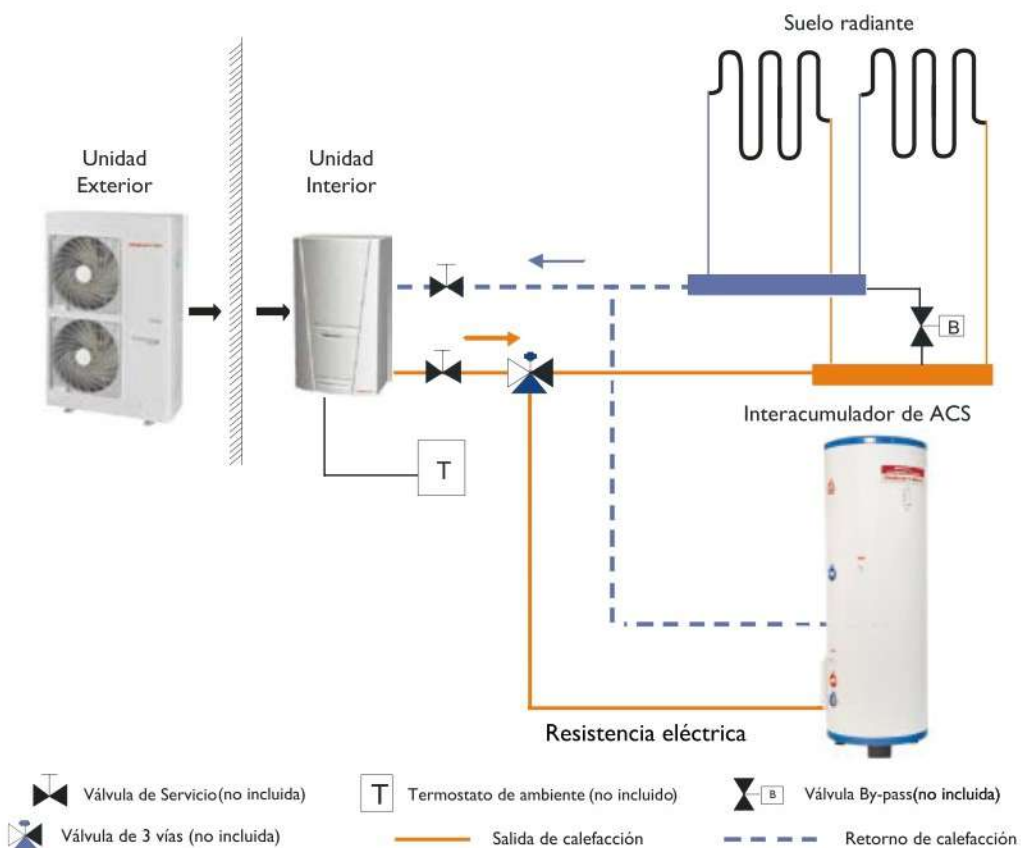 Suelo radiante
Unidad
Exterior
Unidad
Interior
B
Interacumulador de ACS
T
Resistencia eléctrica
Válvula de Servicio(no incluida)
T
Termostato de ambiente (no incluido)
B
Válvula By-pass(no incluida)
Válvula de 3 vías (no incluida)
Salida de calefacción
Retorno de calefacción